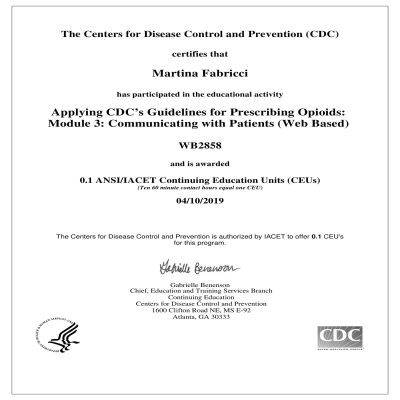 The Centers for Disease Control and Prevention (CDC)
certifies that
Martina Fabricci
has participated in the educational activity
Applying CDC's Guidelines for Prescribing Opioids:
Module 3: Communicating with Patients (Web Based)
WB2858
and is awarded
0.1 ANSI/IACET Continuing Education Units (CEUs)
(Ten 60 minute contact hours equal one CEU)
04/10/2019
The Centers for Disease Control and Prevention is authorized by IACET to offer 0.1 CEU's
for this program.
Gabrielle Benenson
Gabrielle Benenson
Chief, Education and Training Services Branch
Continuing Education
Centers for Disease Control and Prevention
1600 Clifton Road NE, MS E-92
Atlanta, GA 30333
CDC